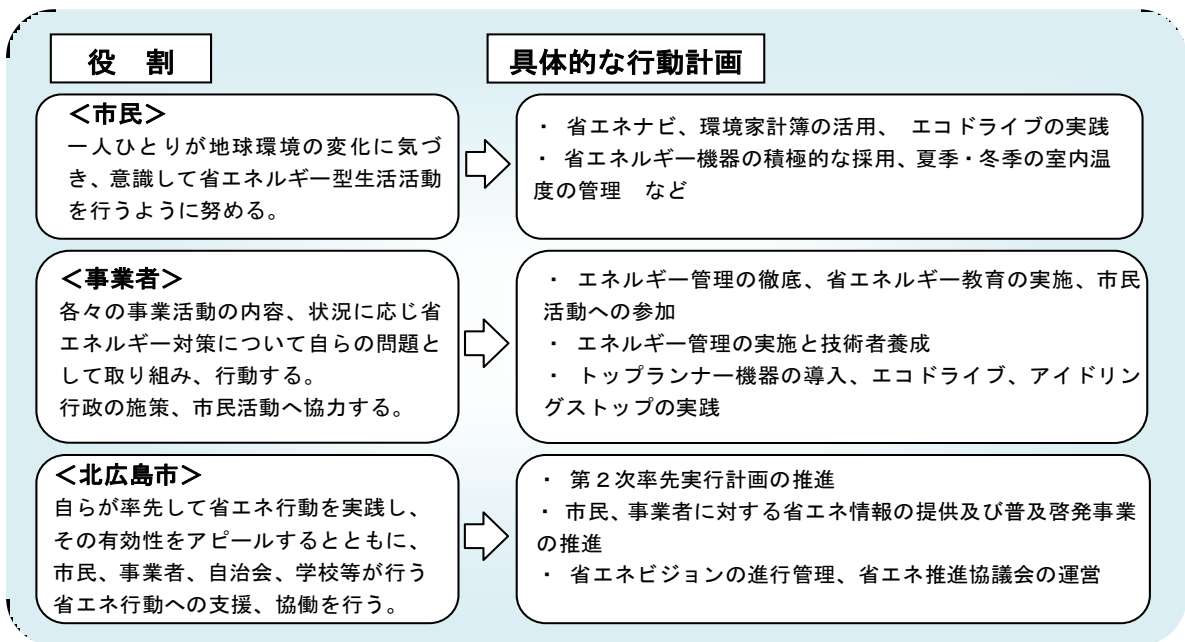 役 割
具体的な行動計画
＜市民＞
一人ひとりが地球環境の変化に気づ
き、意識して省エネルギー型生活活動
を行うように努める。
・ 省エネナビ、環境家計簿の活用、 エコドライブの実践
・ 省エネルギー機器の積極的な採用、夏季・冬季の室内温
度の管理 など
＜事業者＞
各々の事業活動の内容、状況に応じ省
エネルギー対策について自らの問題と
して取り組み、行動する。
行政の施策、市民活動へ協力する。
・ エネルギー管理の徹底、省エネルギー教育の実施、市民
活動への参加
・ エネルギー管理の実施と技術者養成
・ トップランナー機器の導入、エコドライブ、アイドリン
グストップの実践
＜北広島市＞
自らが率先して省エネ行動を実践し、
その有効性をアピールするとともに、
市民、事業者、自治会、学校等が行う
省エネ行動への支援、協働を行う。
・ 第２次率先実行計画の推進
・ 市民、事業者に対する省エネ情報の提供及び普及啓発事業
の推進
・ 省エネビジョンの進行管理、省エネ推進協議会の運営